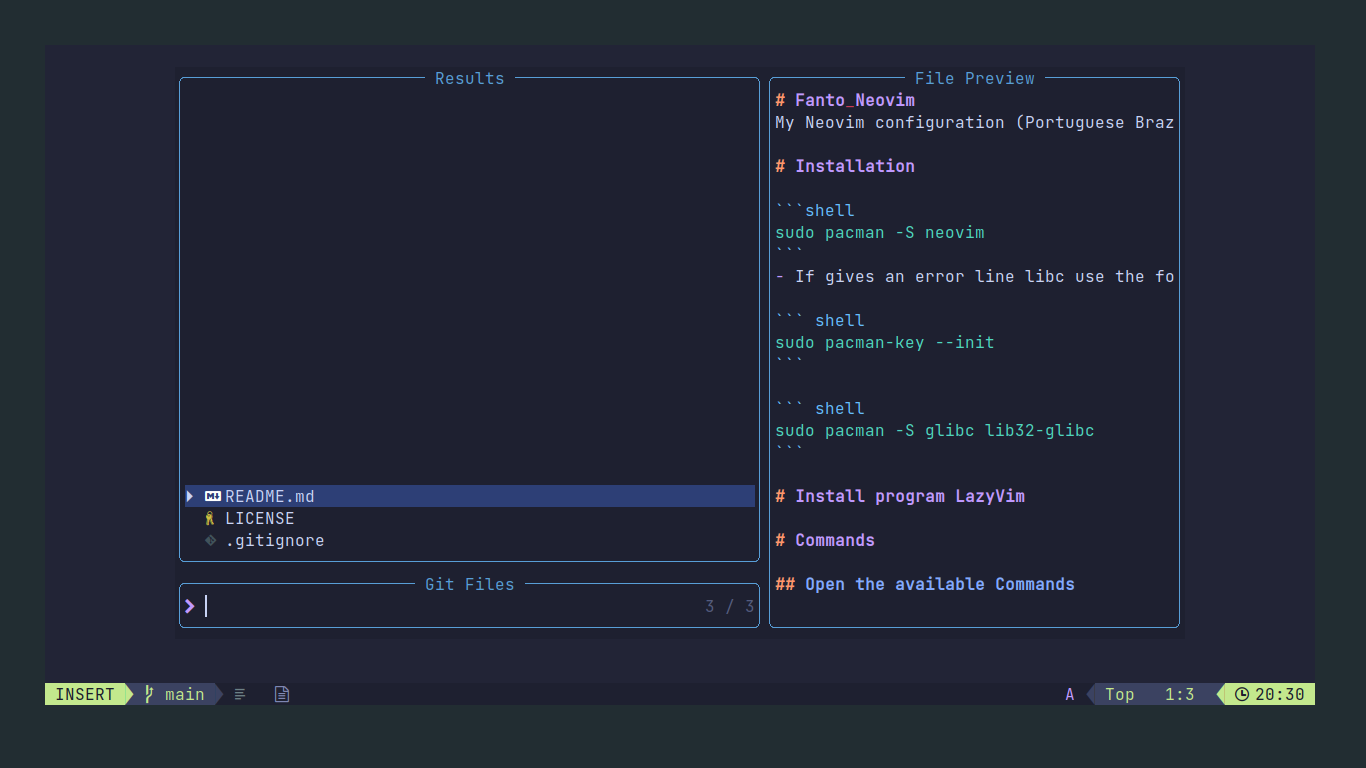 Results
README.md
LICENSE
.gitignore
Git Files
3 / 3
File Preview
# Fanto_Neovim
My Neovim configuration (Portuguese Braz
# Installation
```shell
sudo pacman -S neovim
```
- If gives an error line libc use the fo
``` shell
sudo pacman-key --init
```
``` shell
sudo pacman -S glibc lib32-glibc
```
# Install program LazyVim
# Commands
## Open the available Commands
INSERT main A Top 1:3 20:30